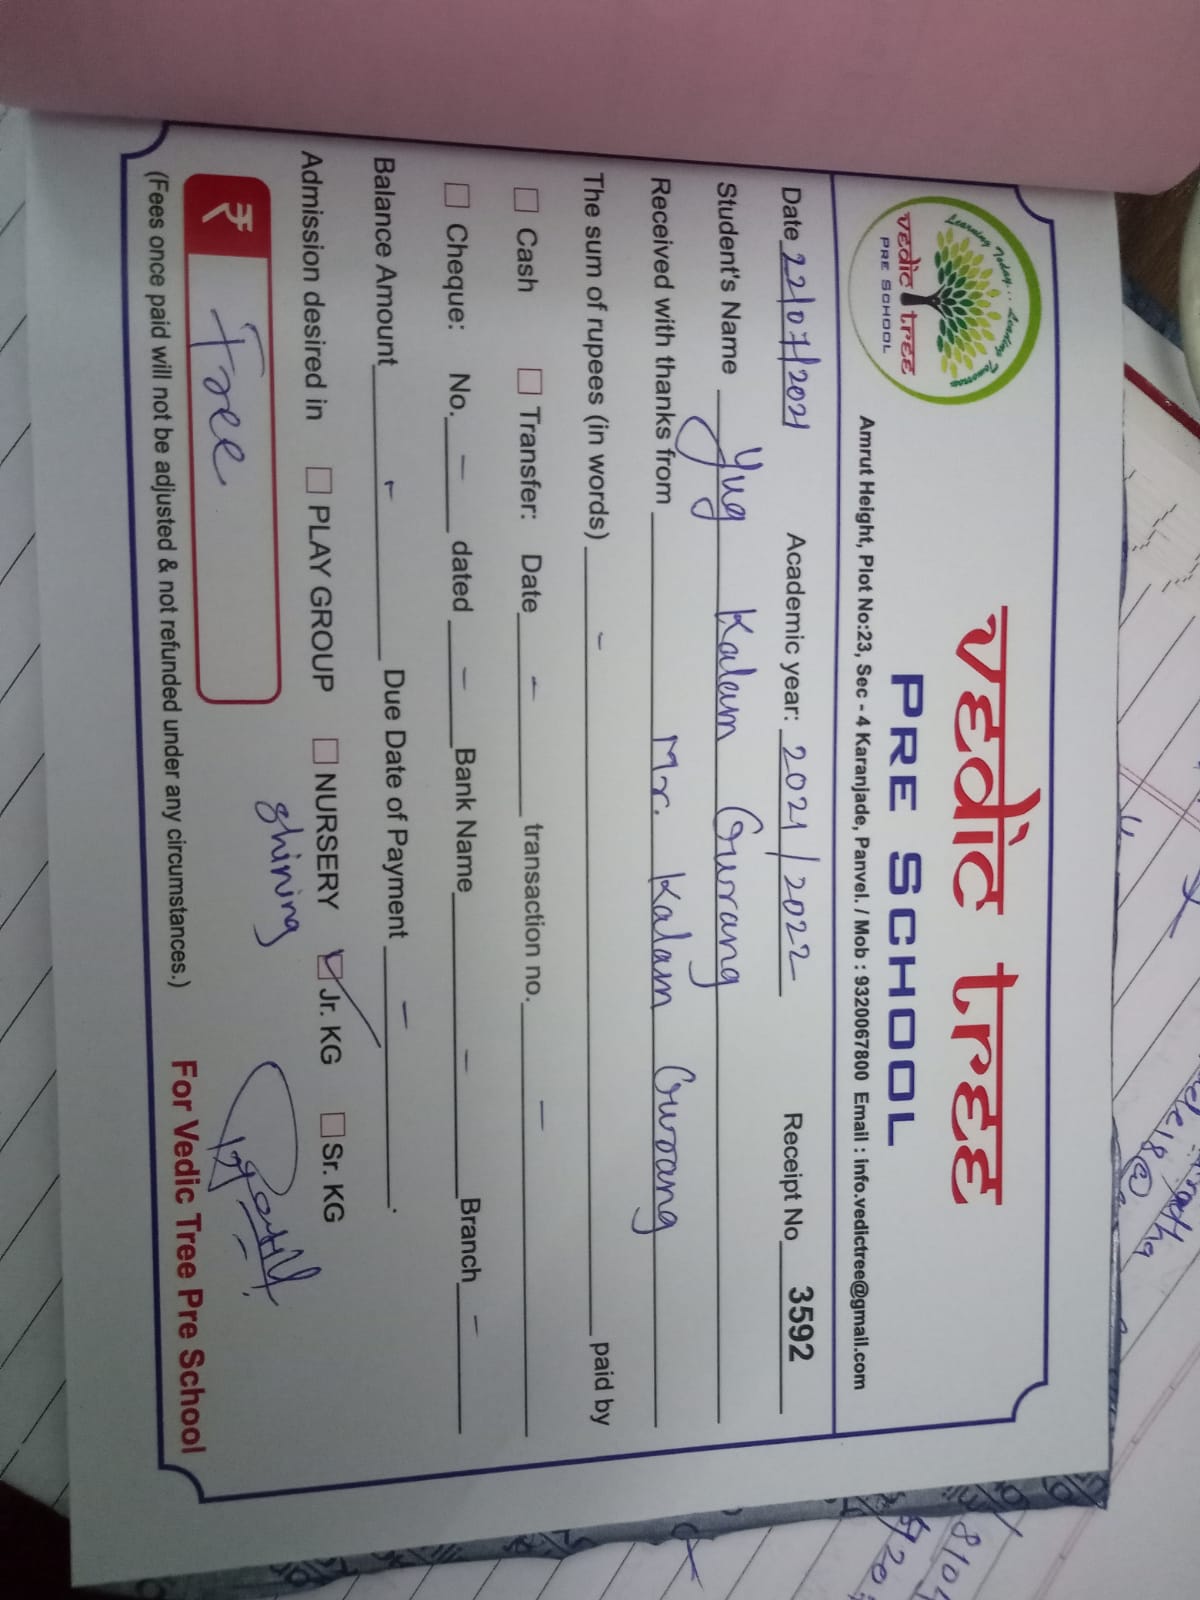 Learning Today... Leading Tomorrow
vedic tree
PRE SCHOOL
vedic tree
PRE SCHOOL
Amrut Height, Plot No:23, Sec - 4 Karanjade, Panvel. / Mob : 9320067800 Email : info.vedictree@gmail.com
Date 22/07/2021 Academic year: 2021/2022 Receipt No 3592
Student's Name Yug Kalam Gurang
Received with thanks from Mr. Kalam Gurang
The sum of rupees (in words) - paid by
Cash Transfer: Date - transaction no. -
Cheque: No. - dated - Bank Name - Branch -
Balance Amount - Due Date of Payment - .
Admission desired in PLAY GROUP NURSERY Jr. KG Sr. KG
shining
₹ Free
(Fees once paid will not be adjusted & not refunded under any circumstances.) For Vedic Tree Pre School